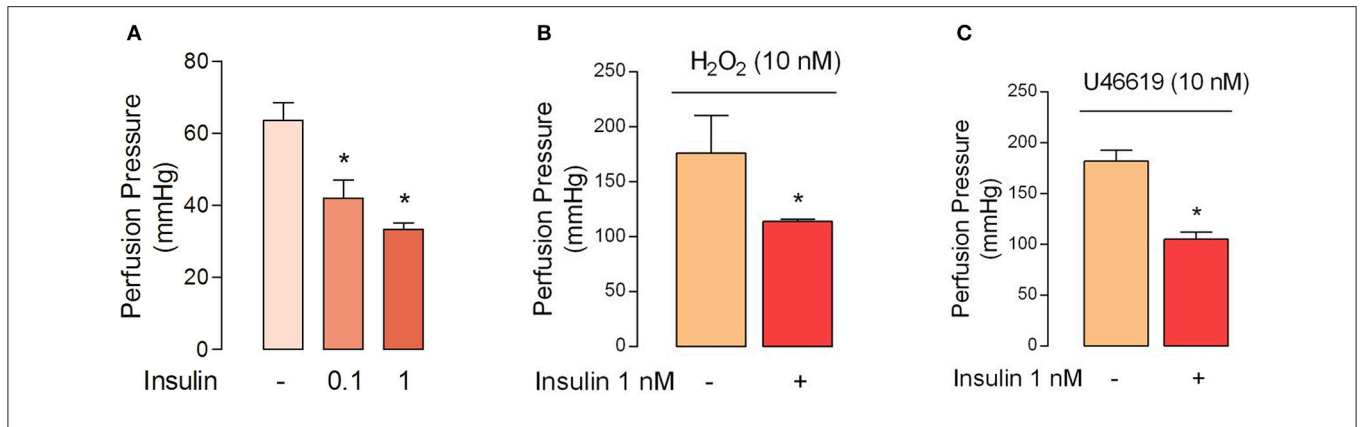 A
80
60
40
20
0
Perfusion Pressure
(mmHg)
*
*
Insulin - 0.1 1
B
H₂O₂ (10 nM)
250
200
150
100
50
0
Perfusion Pressure
(mmHg)
*
Insulin 1 nM - +
C
U46619 (10 nM)
250
200
150
100
50
0
Perfusion Pressure
(mmHg)
*
Insulin 1 nM - +